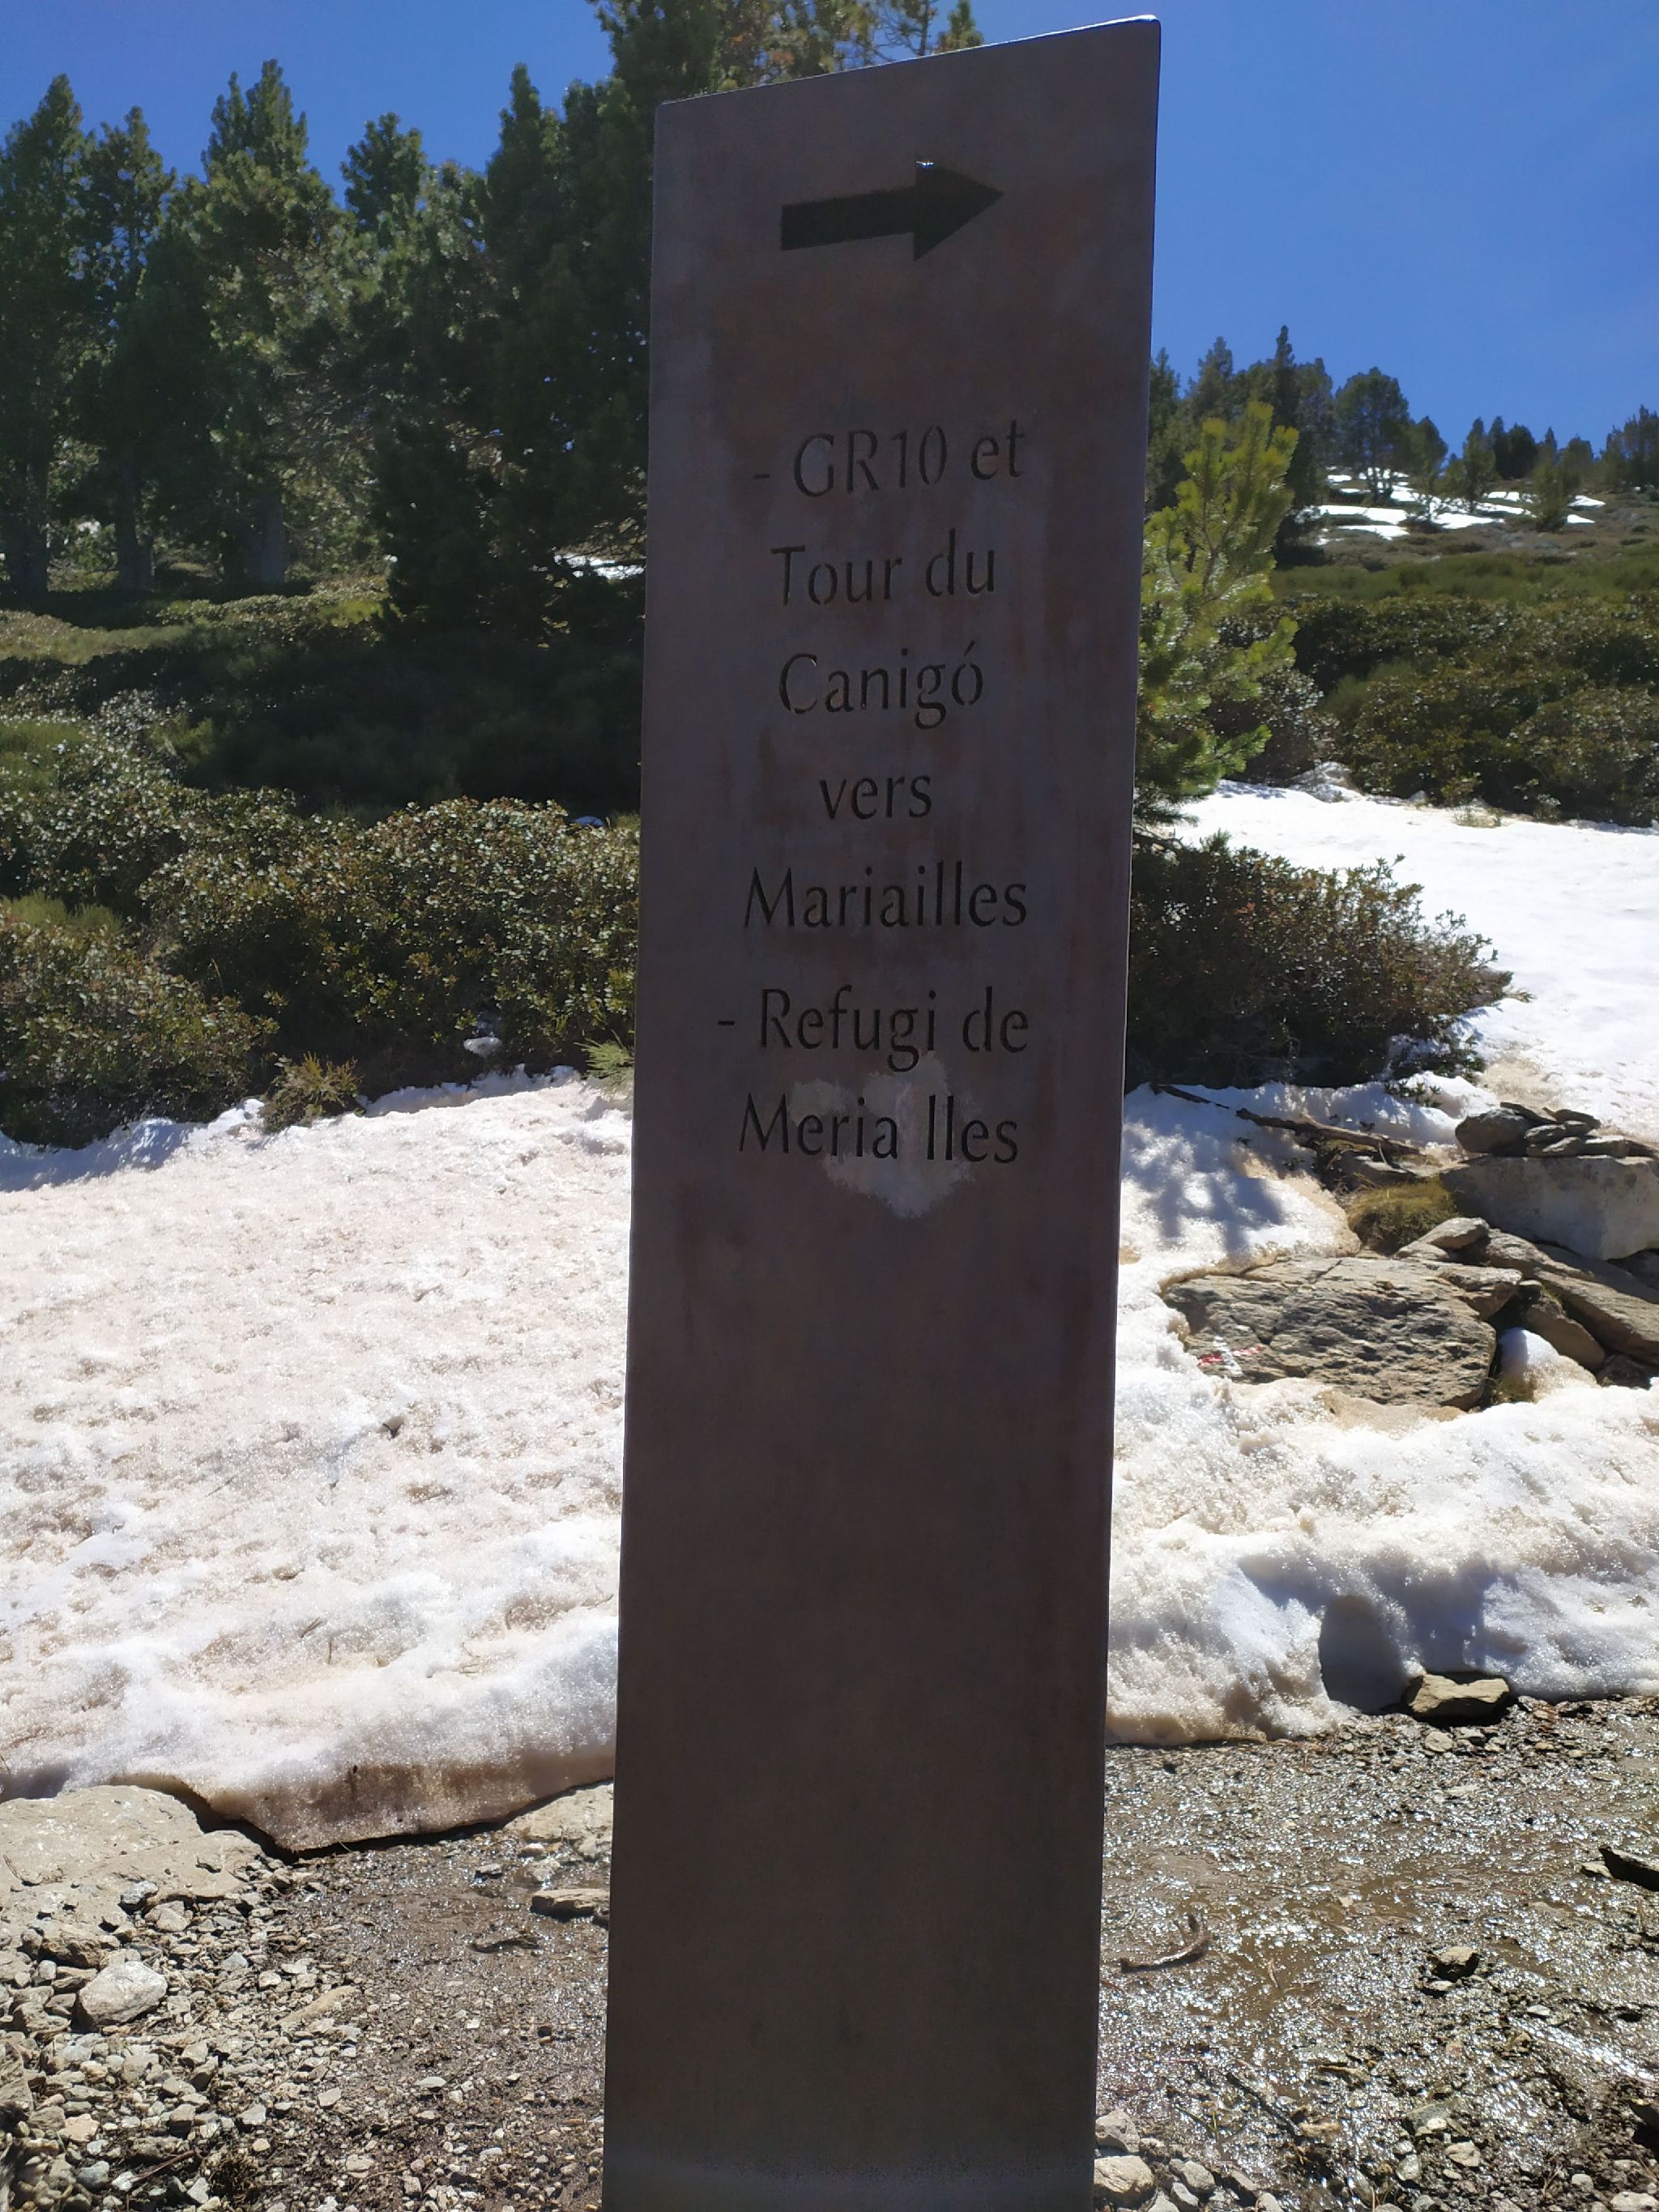 - GR10 et
Tour du
Canigó
vers
Mariailles
- Refugi de
Meria lles